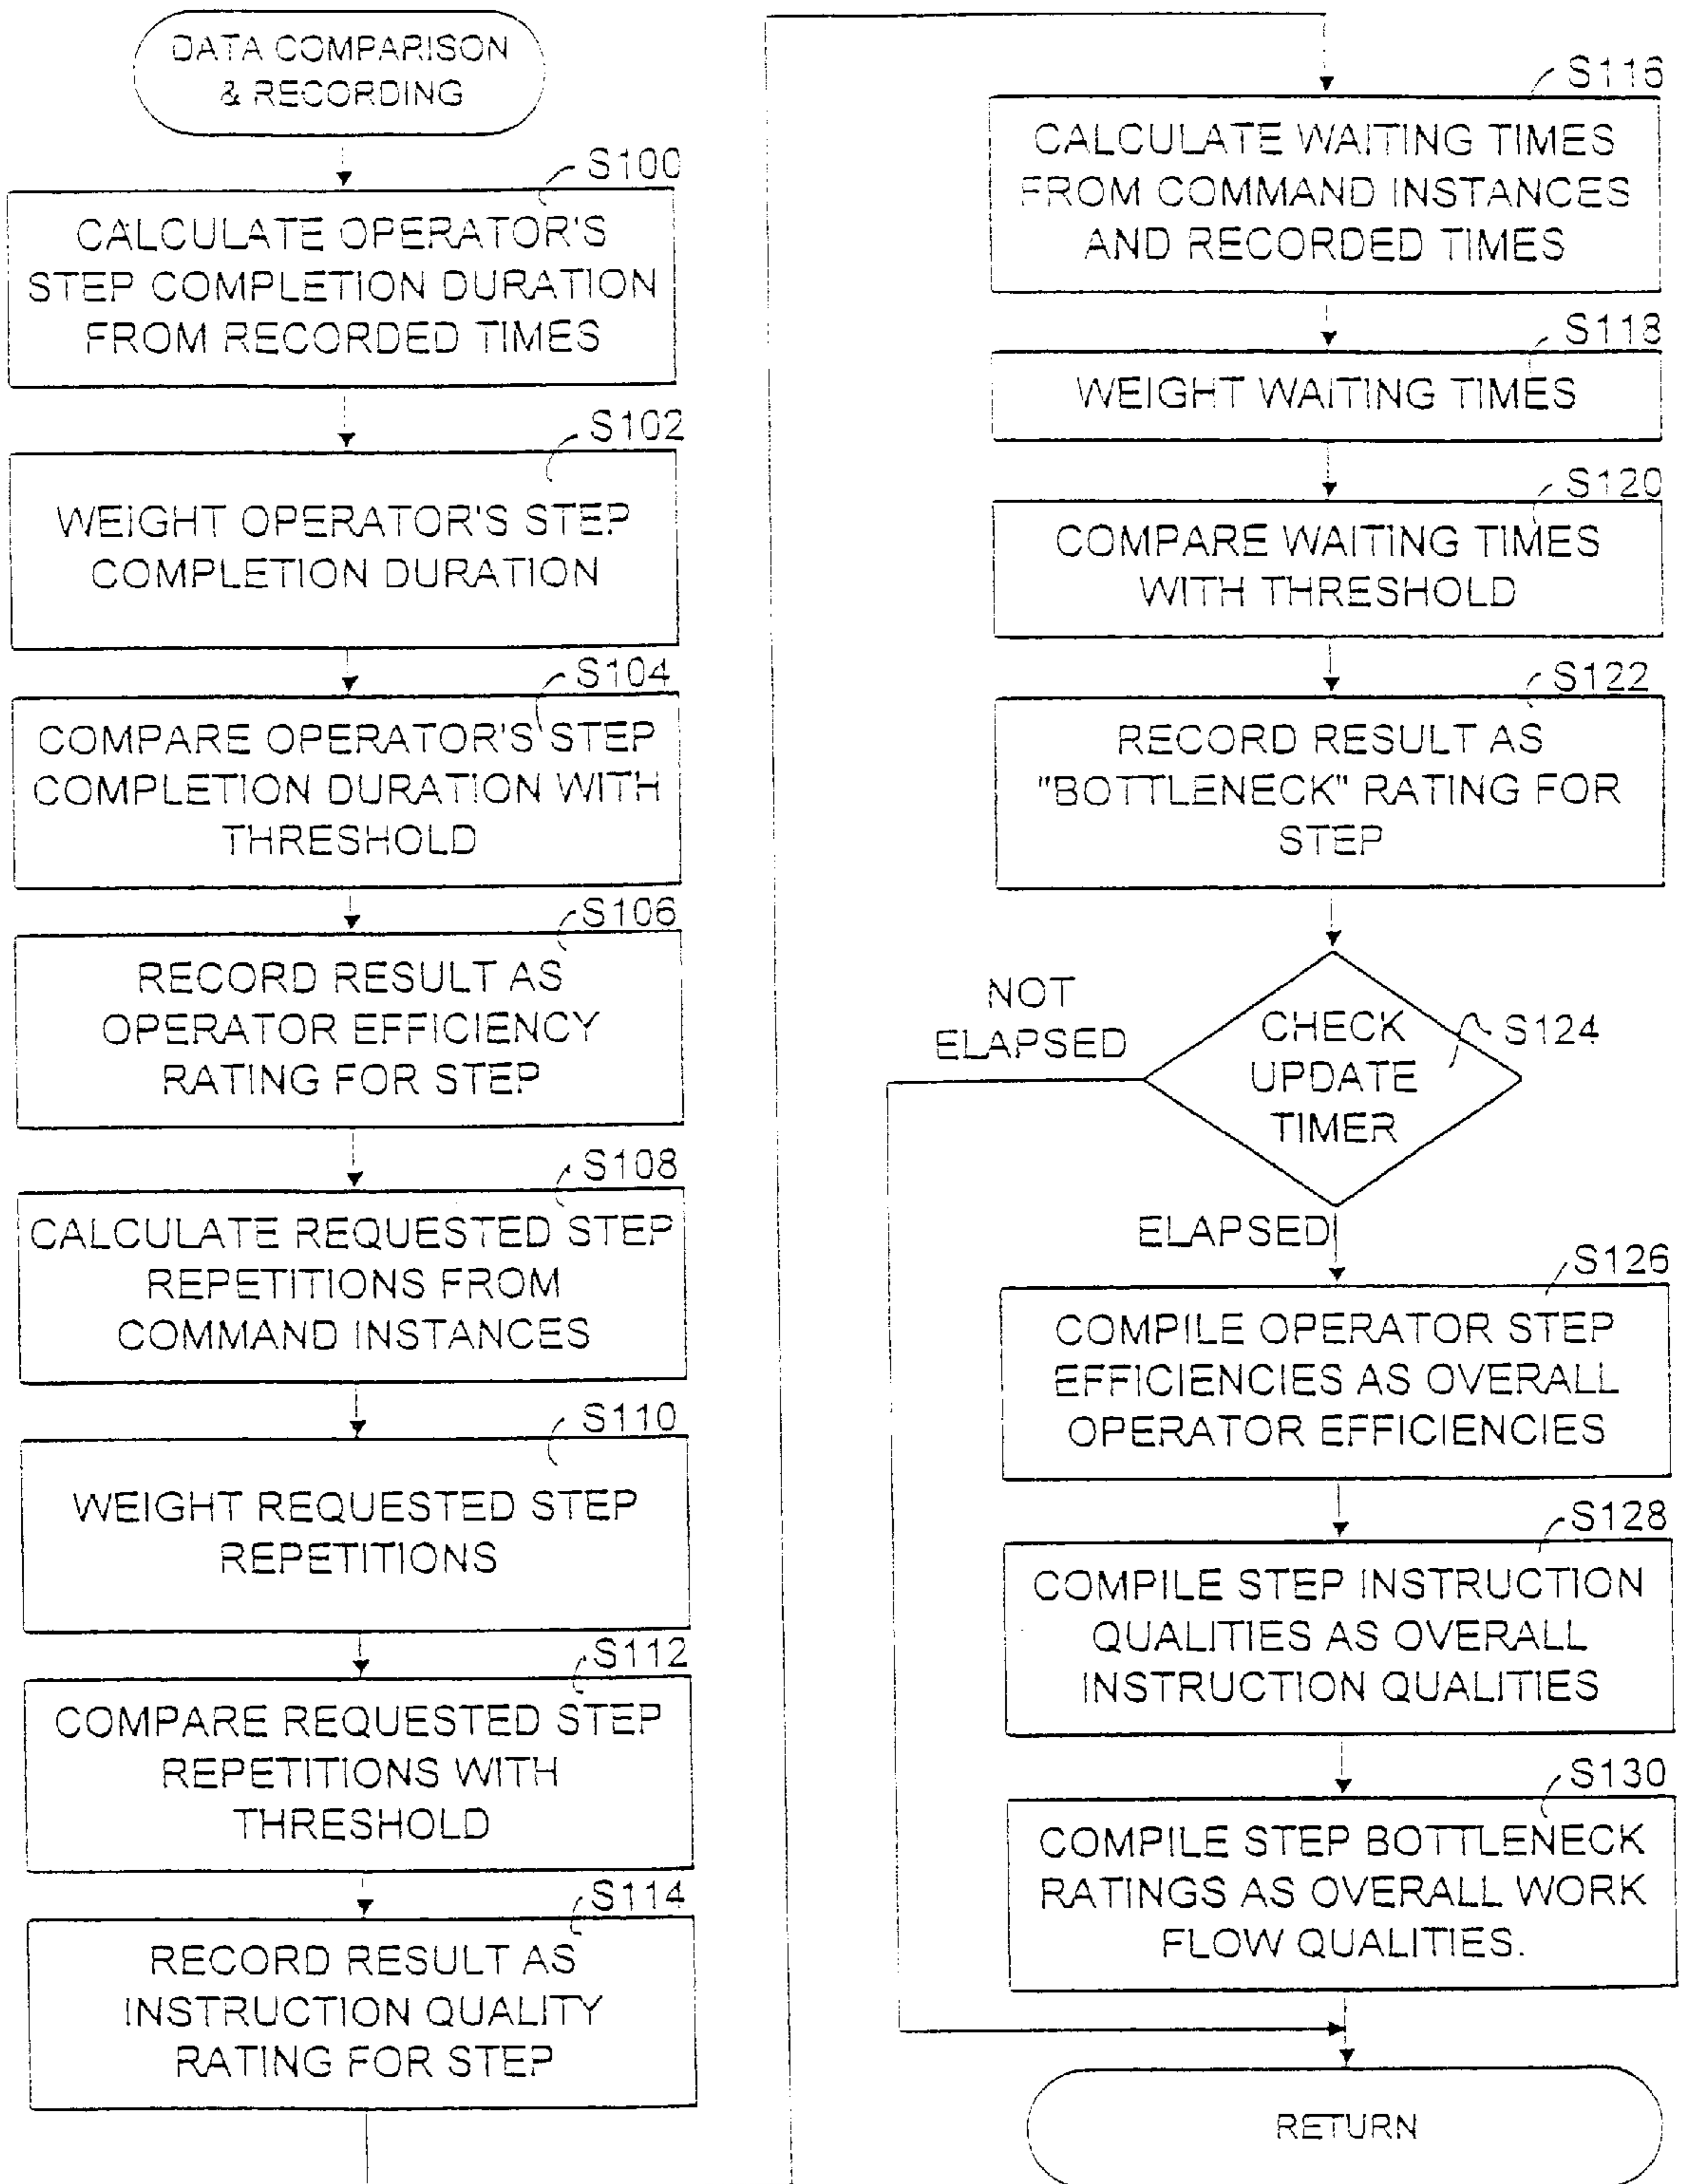 DATA COMPARISON
& RECORDING
S100
CALCULATE OPERATOR'S
STEP COMPLETION DURATION
FROM RECORDED TIMES
S102
WEIGHT OPERATOR'S STEP
COMPLETION DURATION
S104
COMPARE OPERATOR'S STEP
COMPLETION DURATION WITH
THRESHOLD
S106
RECORD RESULT AS
OPERATOR EFFICIENCY
RATING FOR STEP
S108
CALCULATE REQUESTED STEP
REPETITIONS FROM
COMMAND INSTANCES
S110
WEIGHT REQUESTED STEP
REPETITIONS
S112
COMPARE REQUESTED STEP
REPETITIONS WITH
THRESHOLD
S114
RECORD RESULT AS
INSTRUCTION QUALITY
RATING FOR STEP
S116
CALCULATE WAITING TIMES
FROM COMMAND INSTANCES
AND RECORDED TIMES
S118
WEIGHT WAITING TIMES
S120
COMPARE WAITING TIMES
WITH THRESHOLD
S122
RECORD RESULT AS
"BOTTLENECK" RATING FOR
STEP
NOT
ELAPSED
CHECK
UPDATE
TIMER
S124
ELAPSED
S126
COMPILE OPERATOR STEP
EFFICIENCIES AS OVERALL
OPERATOR EFFICIENCIES
S128
COMPILE STEP INSTRUCTION
QUALITIES AS OVERALL
INSTRUCTION QUALITIES
S130
COMPILE STEP BOTTLENECK
RATINGS AS OVERALL WORK
FLOW QUALITIES.
RETURN